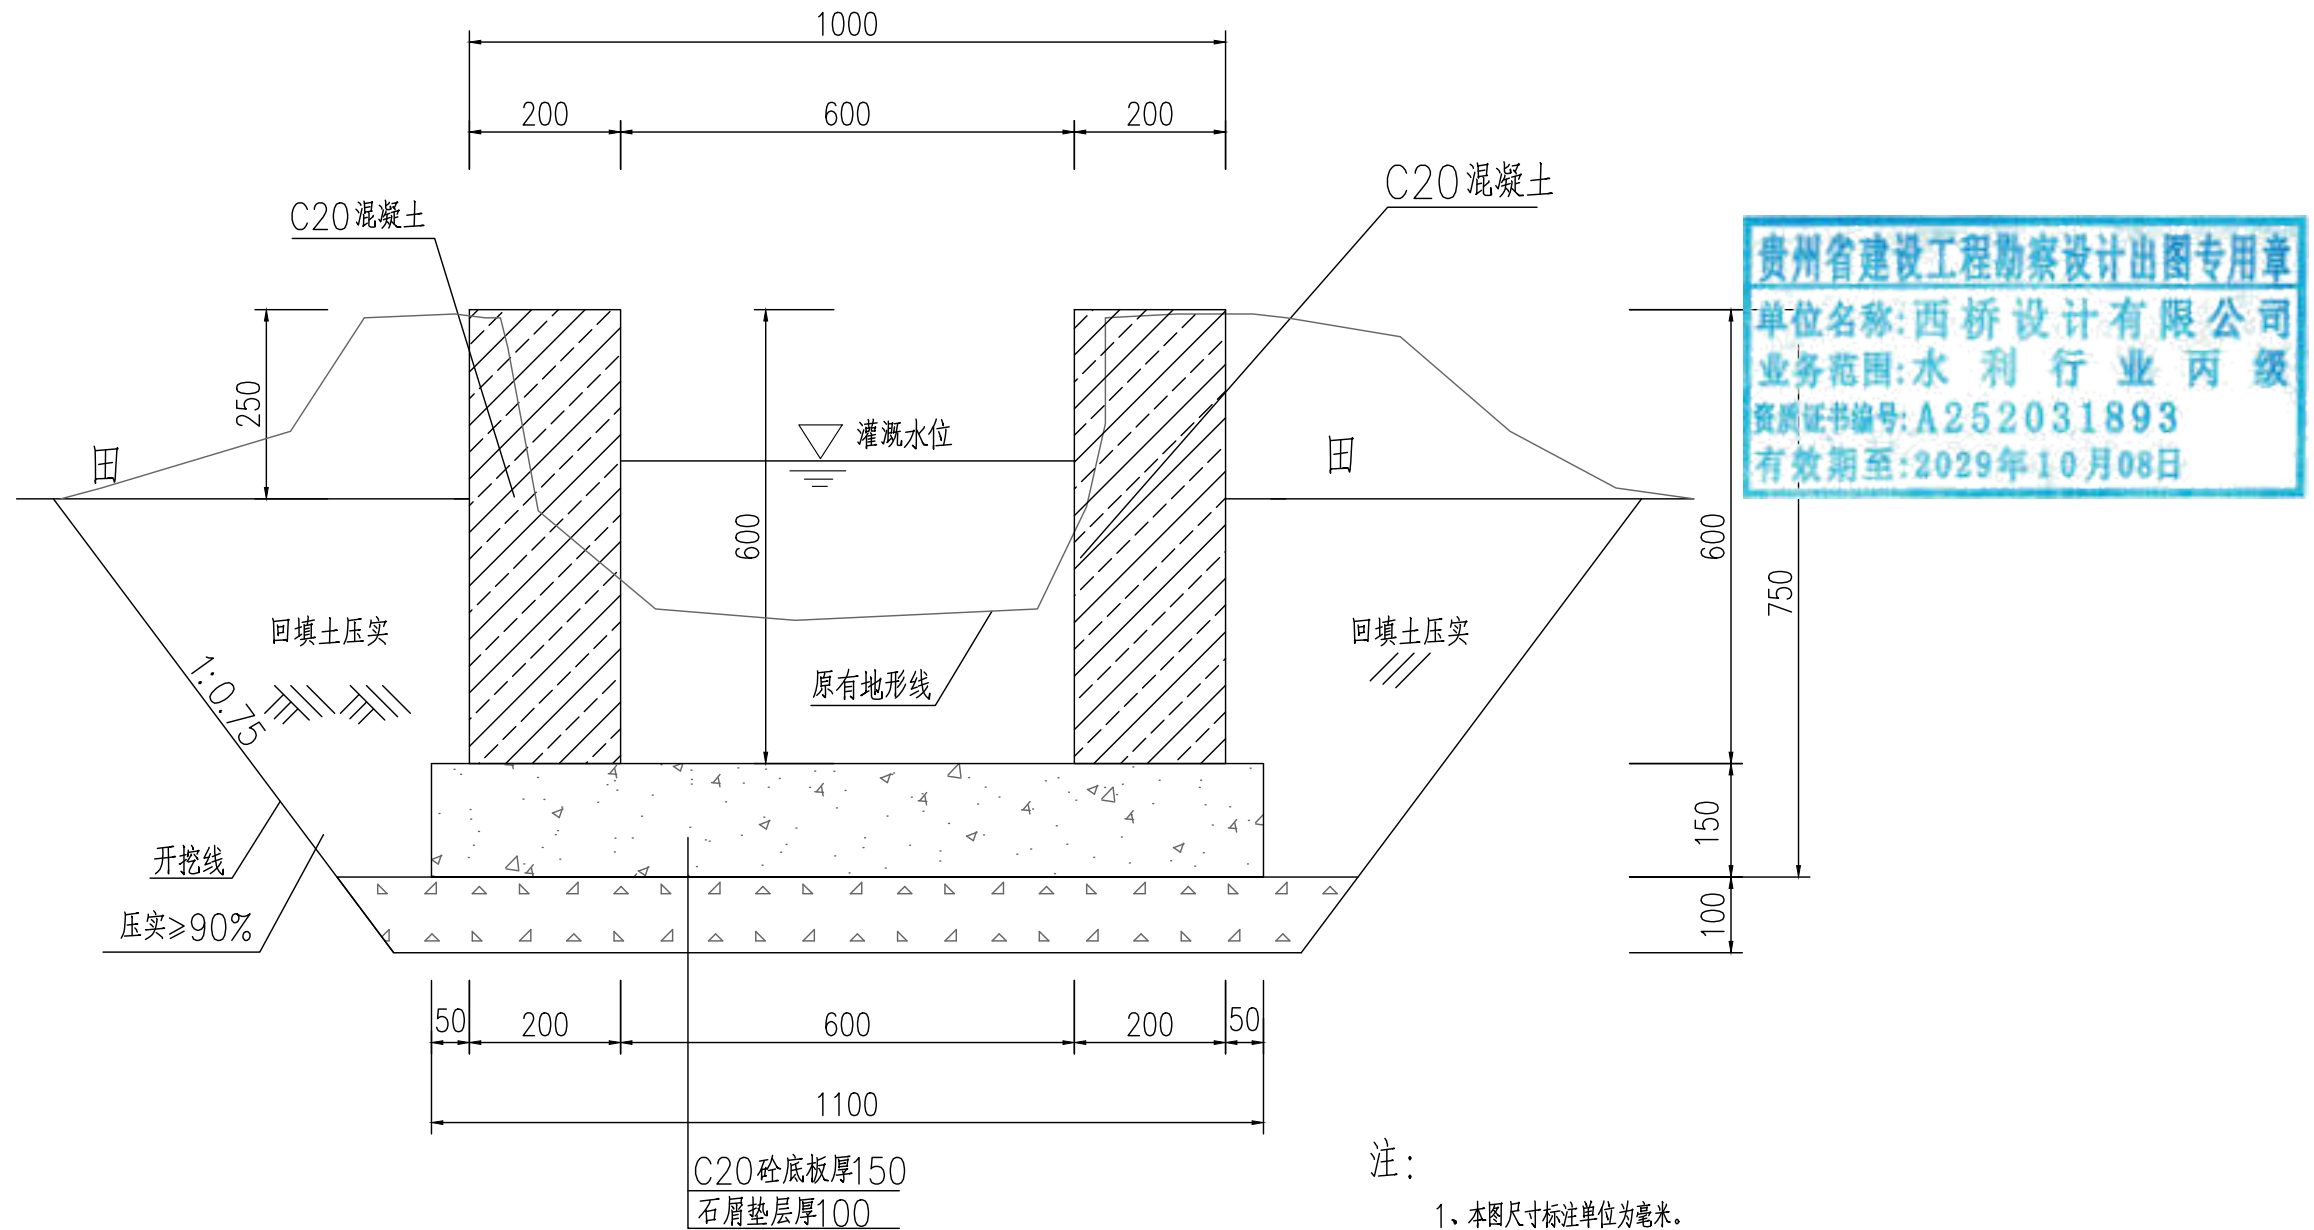 1000
200
600
200
C20混凝土
C20混凝土
贵州省建设工程勘察设计出图专用章
单位名称:西桥设计有限公司
业务范围:水利行业丙级
资质证书编号:A252031893
有效期至:2029年10月08日
250
灌溉水位
田
田
600
600
750
回填土压实
回填土压实
1:0.75
原有地形线
150
开挖线
压实≥90%
100
50
200
600
200
50
1100
C20砼底板厚150
石屑垫层厚100
注:
1、本图尺寸标注单位为毫米。